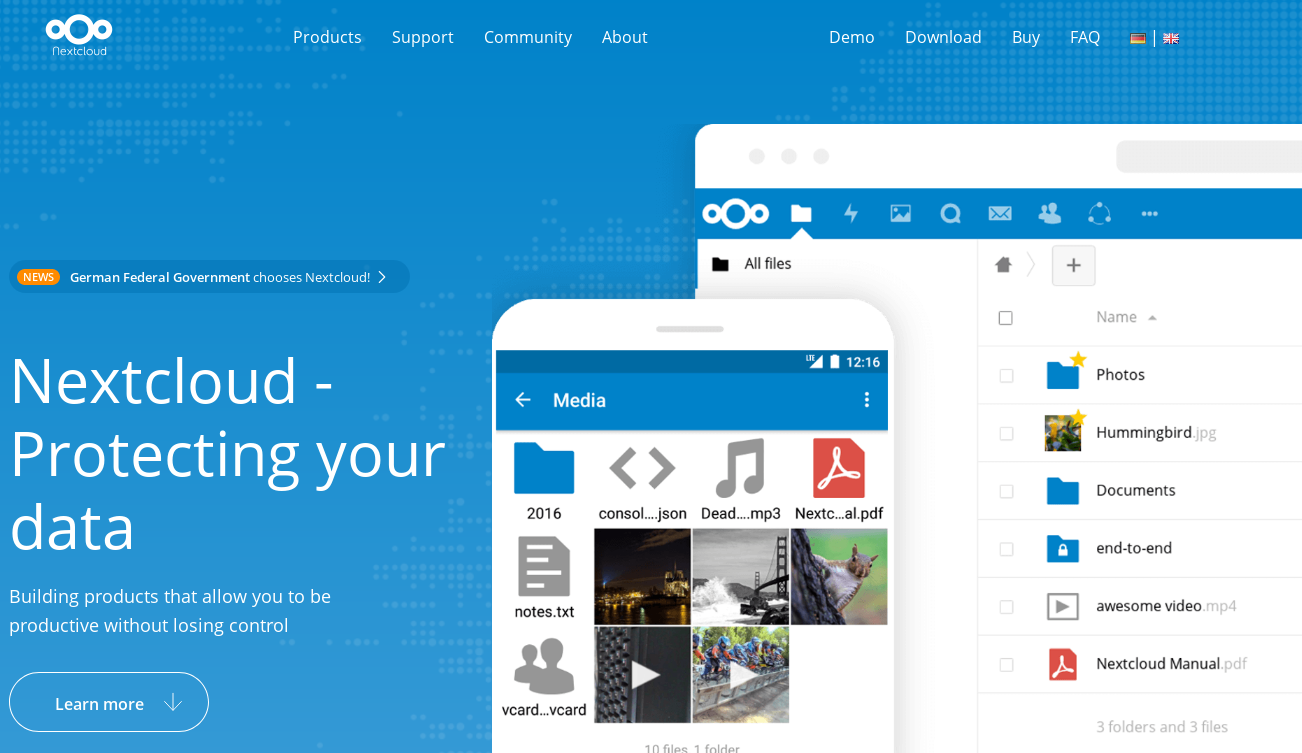 nextcloud
Products Support Community About Demo Download Buy FAQ |
NEWS German Federal Government chooses Nextcloud!
Nextcloud -
Protecting your
data
Building products that allow you to be
productive without losing control
Learn more
All files
Name
Photos
Hummingbird.jpg
Documents
end-to-end
awesome video.mp4
Nextcloud Manual.pdf
3 folders and 3 files
LTE 12:16
Media
2016 consol....json Dead....mp3 Nextc...al.pdf
notes.txt
vcard...vcard
10 files, 1 folder